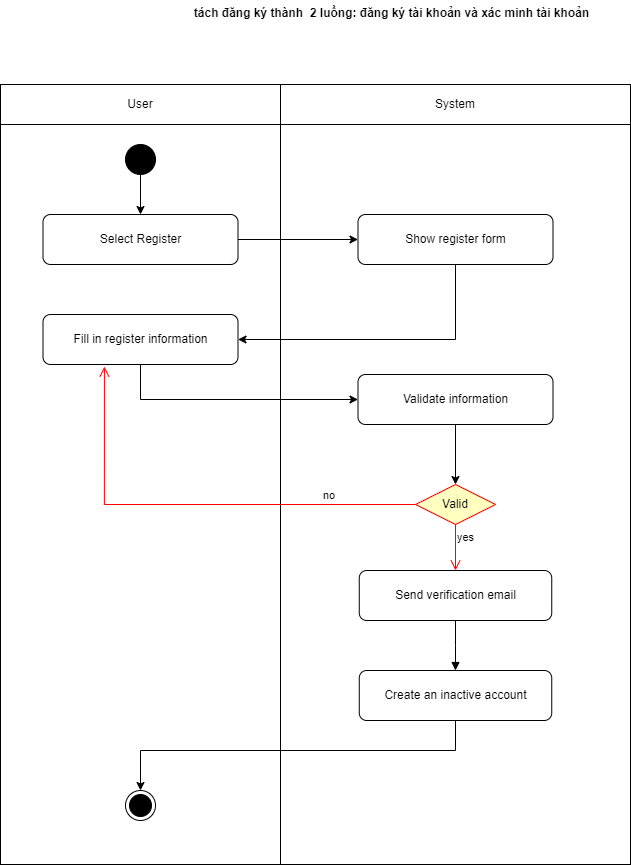 tách đăng ký thành  2 luồng: đăng ký tài khoản và xác minh tài khoản
User
System
Select Register
Show register form
Fill in register information
Validate information
Valid
no
yes
Send verification email
Create an inactive account